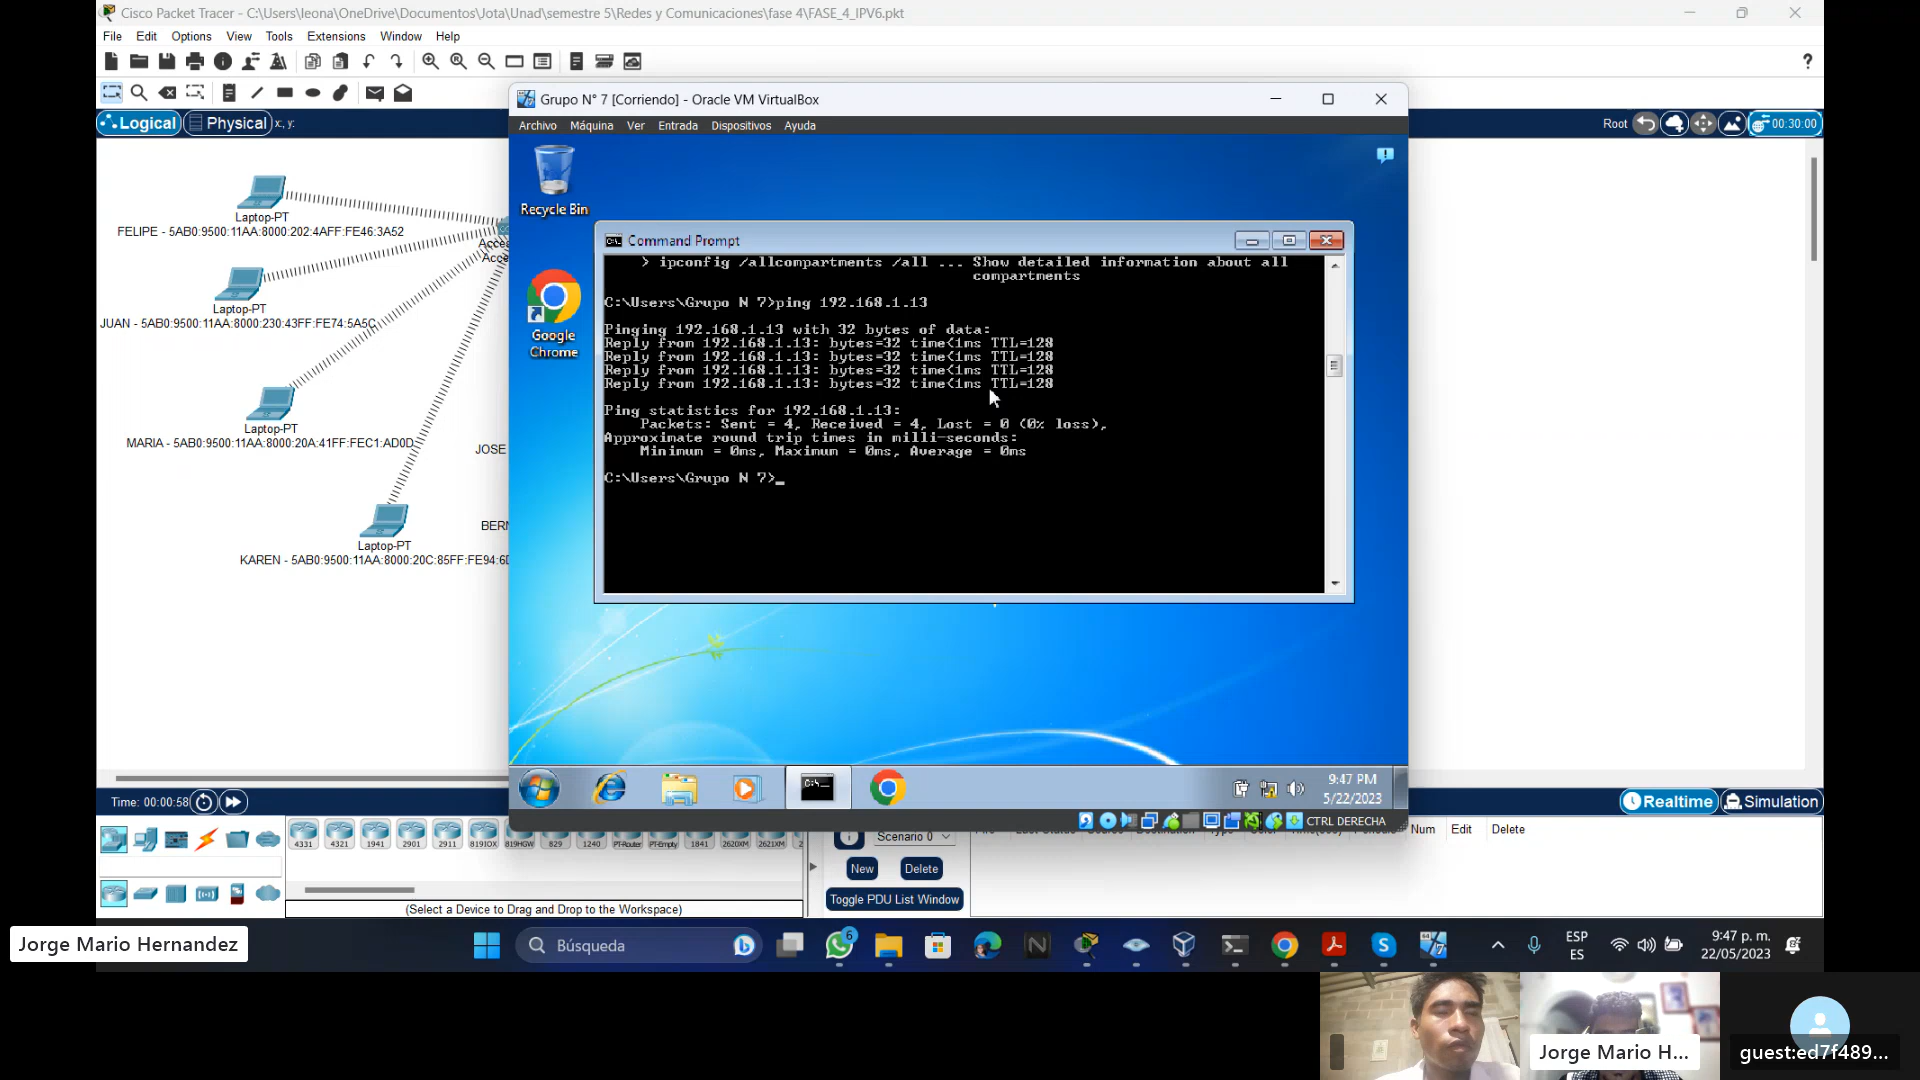 Cisco Packet Tracer - C:\Users\leona\OneDrive\Documentos\Jota\Unad\semestre 5\Redes y Comunicaciones\fase 4\FASE_4_IPV6.pkt
File Edit Options View Tools Extensions Window Help
Logical Physical x:, y:
Root 00:30:00
Grupo N° 7 [Corriendo] - Oracle VM VirtualBox
Archivo Máquina Ver Entrada Dispositivos Ayuda
Laptop-PT
FELIPE - 5AB0:9500:11AA:8000:202:4AFF:FE46:3A52
Laptop-PT
JUAN - 5AB0:9500:11AA:8000:230:43FF:FE74:5A5C
Laptop-PT
MARIA - 5AB0:9500:11AA:8000:20A:41FF:FEC1:AD0D
Laptop-PT
KAREN - 5AB0:9500:11AA:8000:20C:85FF:FE94:6D
Acce
Acce
JOSE
BERN
Recycle Bin
Google
Chrome
Command Prompt
> ipconfig /allcompartments /all ... Show detailed information about all
compartments
C:\Users\Grupo N 7>ping 192.168.1.13
Pinging 192.168.1.13 with 32 bytes of data:
Reply from 192.168.1.13: bytes=32 time<1ms TTL=128
Reply from 192.168.1.13: bytes=32 time<1ms TTL=128
Reply from 192.168.1.13: bytes=32 time<1ms TTL=128
Reply from 192.168.1.13: bytes=32 time<1ms TTL=128
Ping statistics for 192.168.1.13:
Packets: Sent = 4, Received = 4, Lost = 0 (0% loss),
Approximate round trip times in milli-seconds:
Minimum = 0ms, Maximum = 0ms, Average = 0ms
C:\Users\Grupo N 7>_
9:47 PM
5/22/2023
CTRL DERECHA
Time: 00:00:58
Realtime Simulation
4331 4321 1941 2901 2911 819IOX 819HGW 829 1240 PT-Router PT-Empty 1841 2620XM 2621XM 2
(Select a Device to Drag and Drop to the Workspace)
Scenario 0
New Delete
Toggle PDU List Window
Num Edit Delete
Jorge Mario Hernandez
Búsqueda
6
ESP
ES
9:47 p. m.
22/05/2023
Jorge Mario H...
guest:ed7f489...